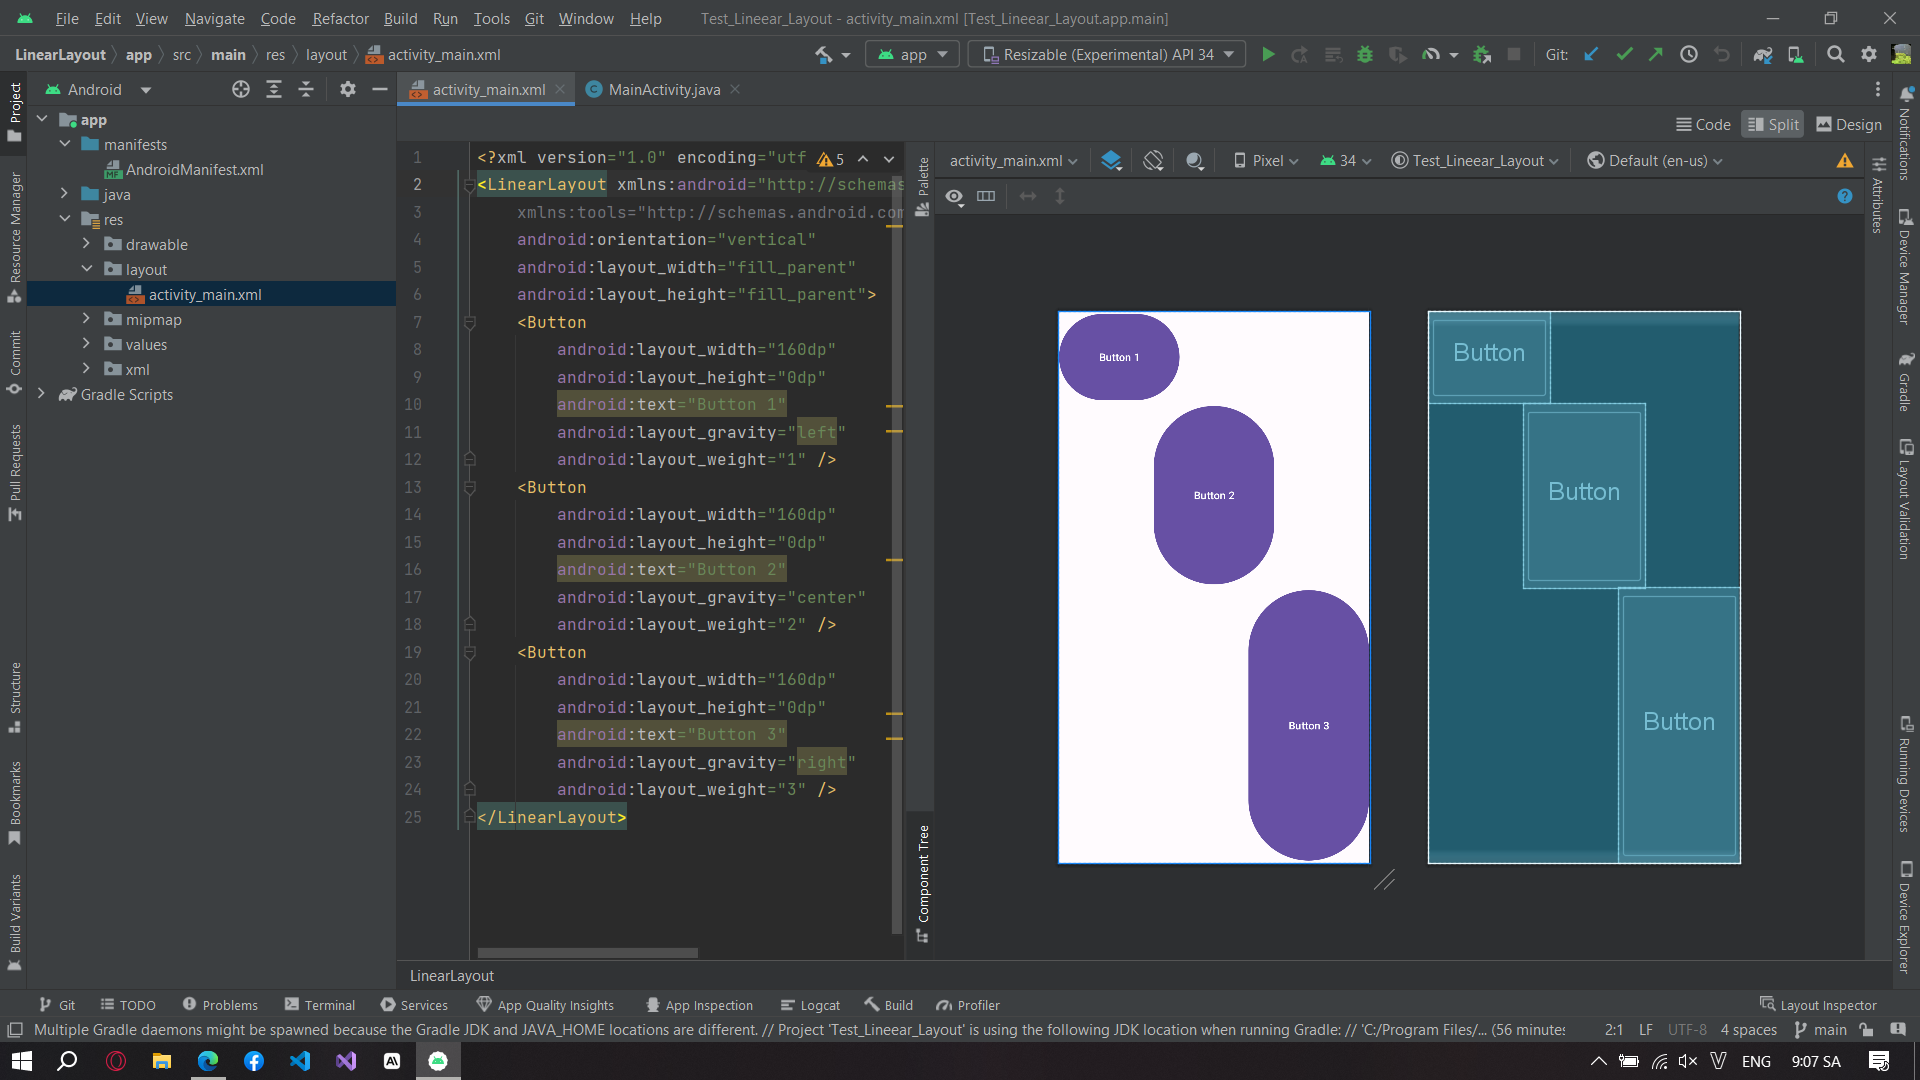 File Edit View Navigate Code Refactor Build Run Tools Git Window Help Test_Lineear_Layout - activity_main.xml [Test_Lineear_Layout.app.main]
LinearLayout app src main res layout activity_main.xml app Resizable (Experimental) API 34 Git:
Android activity_main.xml MainActivity.java
Code Split Design
Project
Resource Manager
Commit
Pull Requests
Structure
Bookmarks
Build Variants
app
manifests
AndroidManifest.xml
java
res
drawable
layout
activity_main.xml
mipmap
values
xml
Gradle Scripts
1 <?xml version="1.0" encoding="utf 5
2 <LinearLayout xmlns:android="http://schemas
3 xmlns:tools="http://schemas.android.com
4 android:orientation="vertical"
5 android:layout_width="fill_parent"
6 android:layout_height="fill_parent">
7 <Button
8 android:layout_width="160dp"
9 android:layout_height="0dp"
10 android:text="Button 1"
11 android:layout_gravity="left"
12 android:layout_weight="1" />
13 <Button
14 android:layout_width="160dp"
15 android:layout_height="0dp"
16 android:text="Button 2"
17 android:layout_gravity="center"
18 android:layout_weight="2" />
19 <Button
20 android:layout_width="160dp"
21 android:layout_height="0dp"
22 android:text="Button 3"
23 android:layout_gravity="right"
24 android:layout_weight="3" />
25 </LinearLayout>
LinearLayout
Palette
Component Tree
activity_main.xml Pixel 34 Test_Lineear_Layout Default (en-us)
Button 1
Button 2
Button 3
Button
Button
Button
Attributes
Notifications
Device Manager
Gradle
Layout Validation
Running Devices
Device Explorer
Git TODO Problems Terminal Services App Quality Insights App Inspection Logcat Build Profiler Layout Inspector
Multiple Gradle daemons might be spawned because the Gradle JDK and JAVA_HOME locations are different. // Project 'Test_Lineear_Layout' is using the following JDK location when running Gradle: // 'C:/Program Files/... (56 minutes 2:1 LF UTF-8 4 spaces main
ENG 9:07 SA